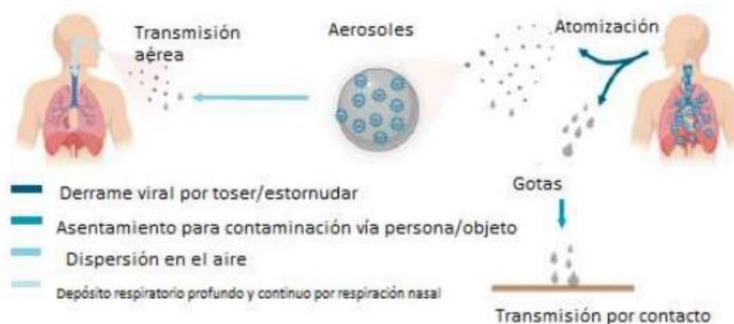 Transmisión
aérea
Aerosoles
Atomización
Gotas
Derrame viral por toser/estornudar
Asentamiento para contaminación vía persona/objeto
Dispersión en el aire
Depósito respiratorio profundo y continuo por respiración nasal
Transmisión por contacto